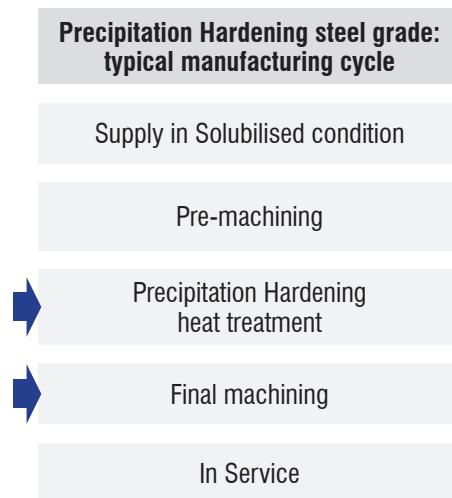 Precipitation Hardening steel grade:
typical manufacturing cycle
Supply in Solubilised condition
Pre-machining
Precipitation Hardening
heat treatment
Final machining
In Service